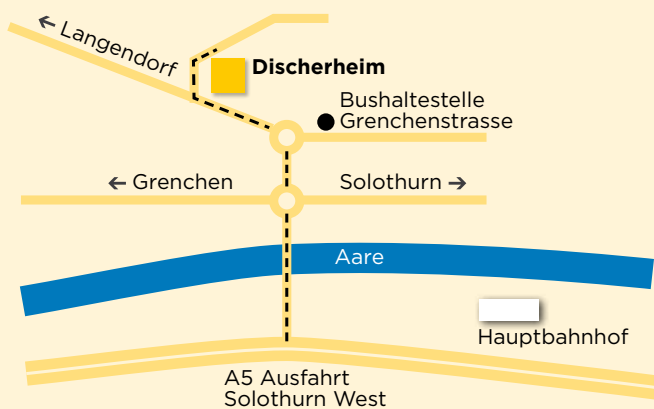 ← Langendorf
Discherheim
Bushaltestelle
Grenchenstrasse
← Grenchen
Solothurn →
Aare
Hauptbahnhof
A5 Ausfahrt
Solothurn West